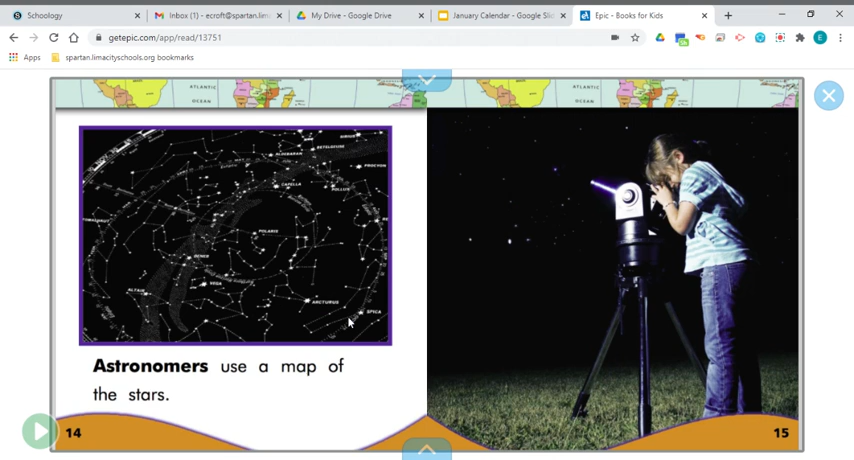 Schoology
Inbox (1) - ecroft@spartan.lim
My Drive - Google Drive
January Calendar - Google Slid
Epic - Books for Kids
getepic.com/app/read/13751
Apps
spartan.limacityschools.org bookmarks
ATLANTIC
OCEAN
ATLANTIC
OCEAN
SIRIUS
BETELGEUSE
ALDEBARAN
PROCYON
CAPELLA
POLLUX
POLARIS
DENEB
VEGA
ALTAIR
ARCTURUS
SPICA
Astronomers use a map of
the stars.
14
15